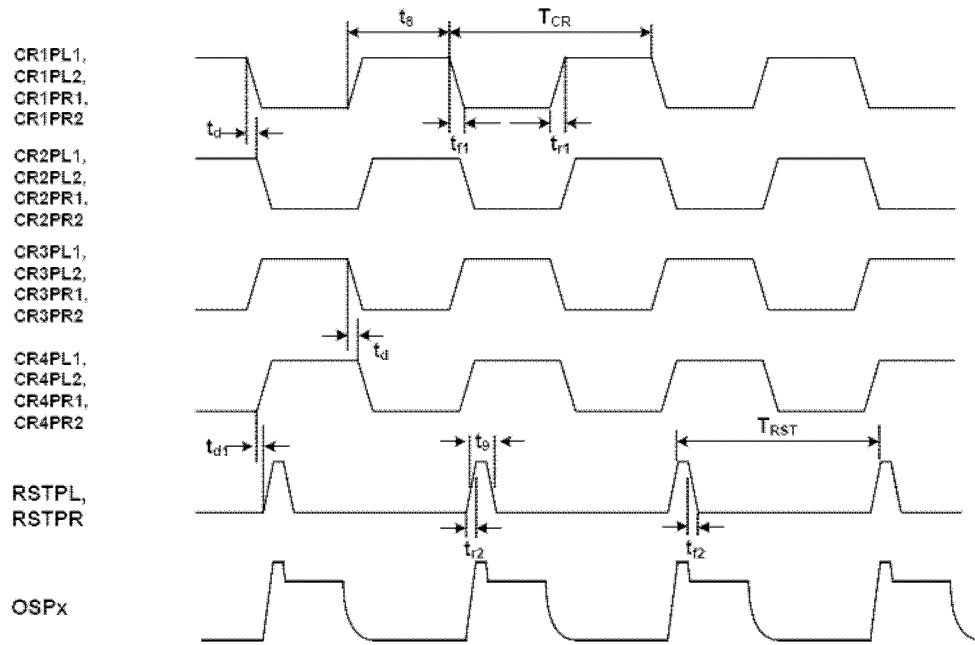 t8
TCR
CR1PL1,
CR1PL2,
CR1PR1,
CR1PR2
td
tf1
tr1
CR2PL1,
CR2PL2,
CR2PR1,
CR2PR2
CR3PL1,
CR3PL2,
CR3PR1,
CR3PR2
td
CR4PL1,
CR4PL2,
CR4PR1,
CR4PR2
td1
t9
TRST
RSTPL,
RSTPR
tr2
tf2
OSPx